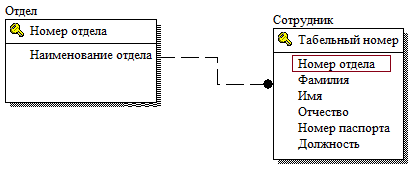 Отдел
Номер отдела
Наименование отдела
Сотрудник
Табельный номер
Номер отдела
Фамилия
Имя
Отчество
Номер паспорта
Должность